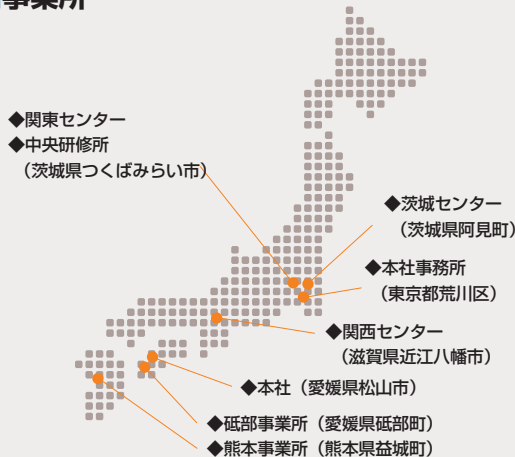 事業所
◆関東センター
◆中央研修所
（茨城県つくばみらい市）
◆茨城センター
（茨城県阿見町）
◆本社事務所
（東京都荒川区）
◆関西センター
（滋賀県近江八幡市）
◆本社（愛媛県松山市）
◆砥部事業所（愛媛県砥部町）
◆熊本事業所（熊本県益城町）